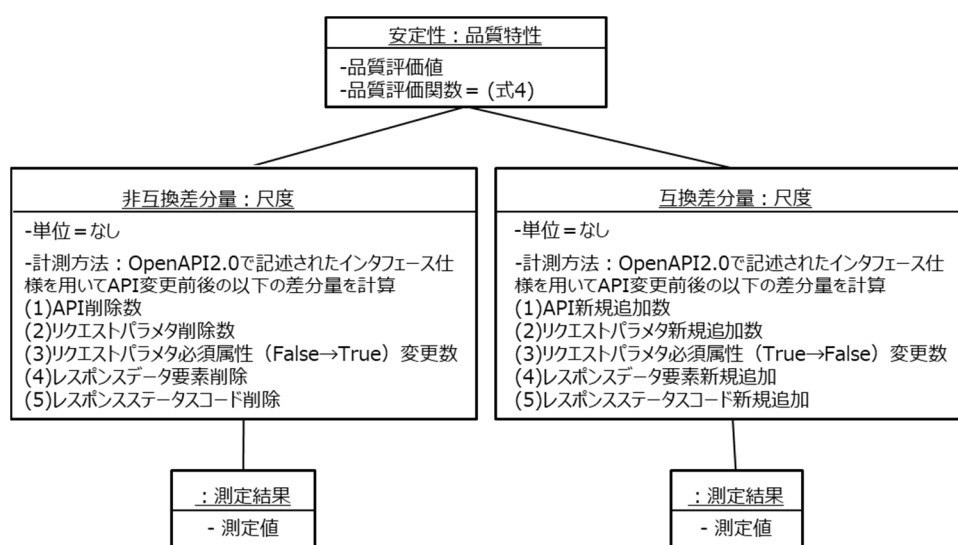 安定性：品質特性
-品質評価値
-品質評価関数＝ (式4)
非互換差分量：尺度
-単位＝なし
-計測方法：OpenAPI2.0で記述されたインタフェース仕
様を用いてAPI変更前後の以下の差分量を計算
(1)API削除数
(2)リクエストパラメタ削除数
(3)リクエストパラメタ必須属性（False→True）変更数
(4)レスポンスデータ要素削除
(5)レスポンスステータスコード削除
互換差分量：尺度
-単位＝なし
-計測方法：OpenAPI2.0で記述されたインタフェース仕
様を用いてAPI変更前後の以下の差分量を計算
(1)API新規追加数
(2)リクエストパラメタ新規追加数
(3)リクエストパラメタ必須属性（True→False）変更数
(4)レスポンスデータ要素新規追加
(5)レスポンスステータスコード新規追加
：測定結果
- 測定値
：測定結果
- 測定値